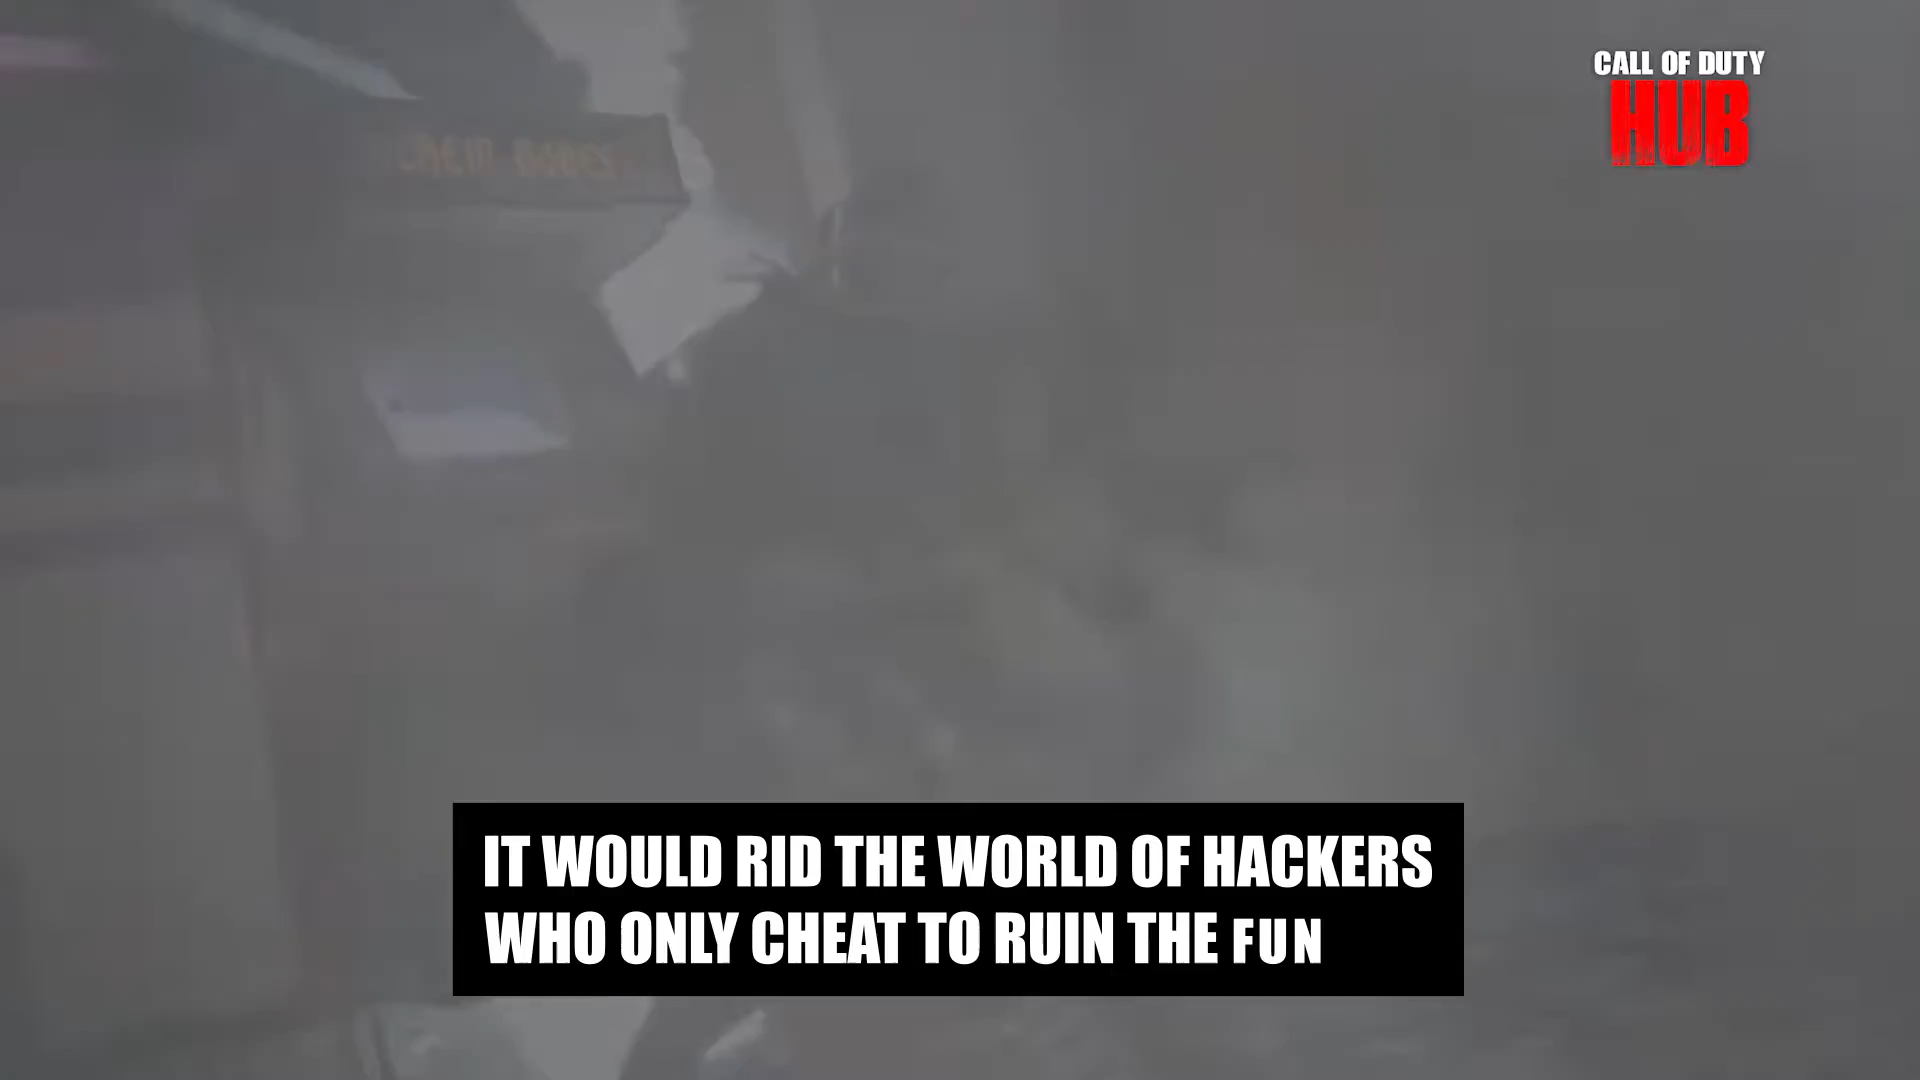 CALL OF DUTY
HUB
IT WOULD RID THE WORLD OF HACKERS
WHO ONLY CHEAT TO RUIN THE FUN